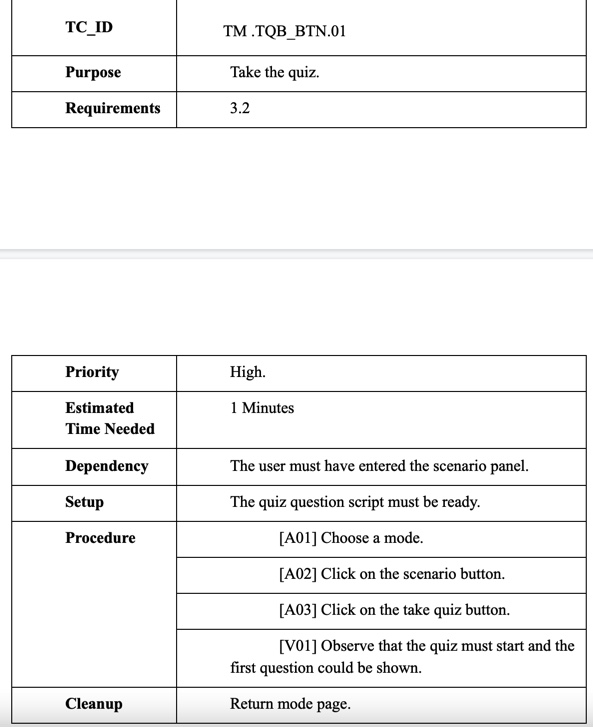 TC_ID TM .TQB_BTN.01
Purpose Take the quiz.
Requirements 3.2
Priority High.
Estimated
Time Needed 1 Minutes
Dependency The user must have entered the scenario panel.
Setup The quiz question script must be ready.
Procedure [A01] Choose a mode.
[A02] Click on the scenario button.
[A03] Click on the take quiz button.
[V01] Observe that the quiz must start and the
first question could be shown.
Cleanup Return mode page.